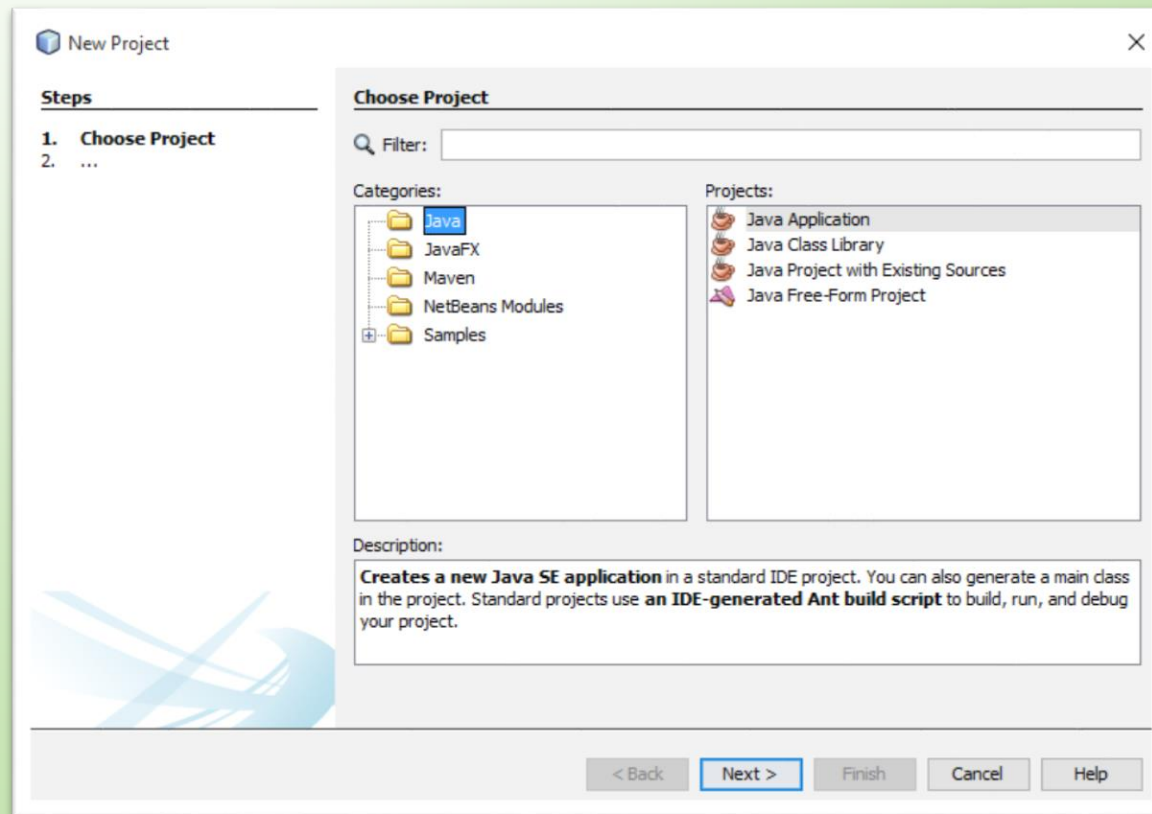 New Project
Steps
1. Choose Project
2. ...
Choose Project
Filter:
Categories:
Java
JavaFX
Maven
NetBeans Modules
Samples
Projects:
Java Application
Java Class Library
Java Project with Existing Sources
Java Free-Form Project
Description:
Creates a new Java SE application in a standard IDE project. You can also generate a main class
in the project. Standard projects use an IDE-generated Ant build script to build, run, and debug
your project.
< Back Next > Finish Cancel Help